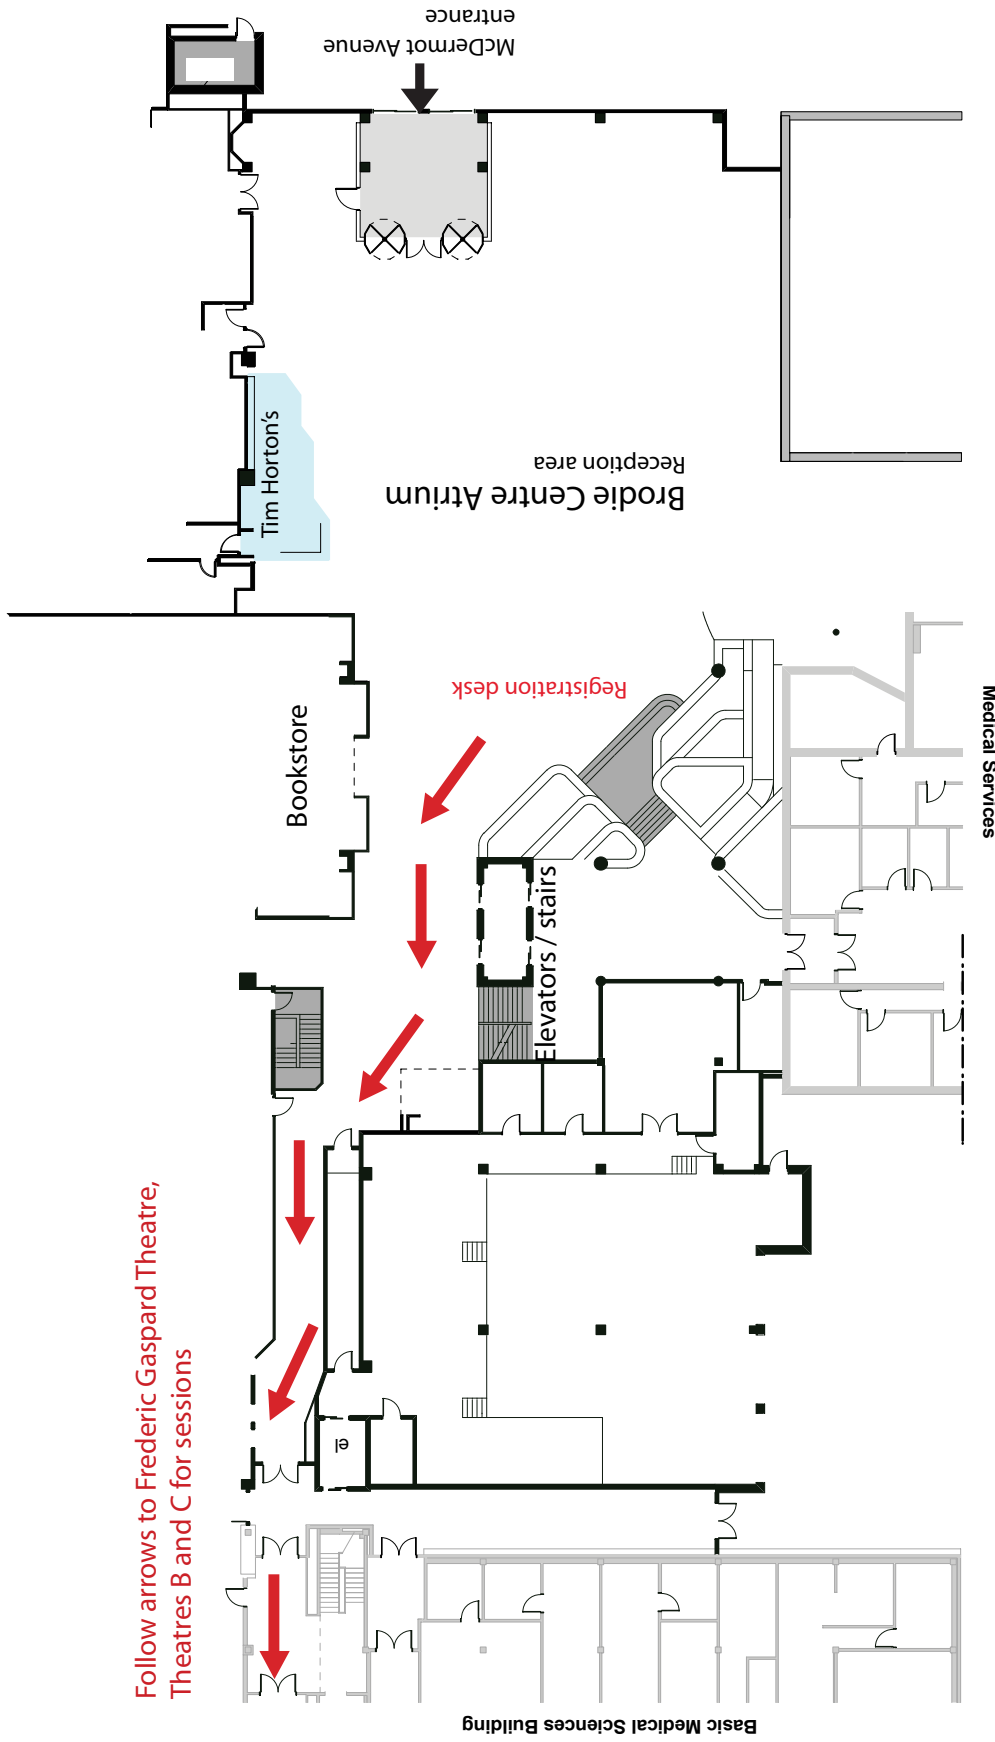 McDermot Avenue
entrance
Tim Horton's
Reception area
Brodie Centre Atrium
Registration desk
Bookstore
Medical Services
Elevators / stairs
Follow arrows to Frederic Gaspard Theatre,
Theatres B and C for sessions
el
Basic Medical Sciences Building